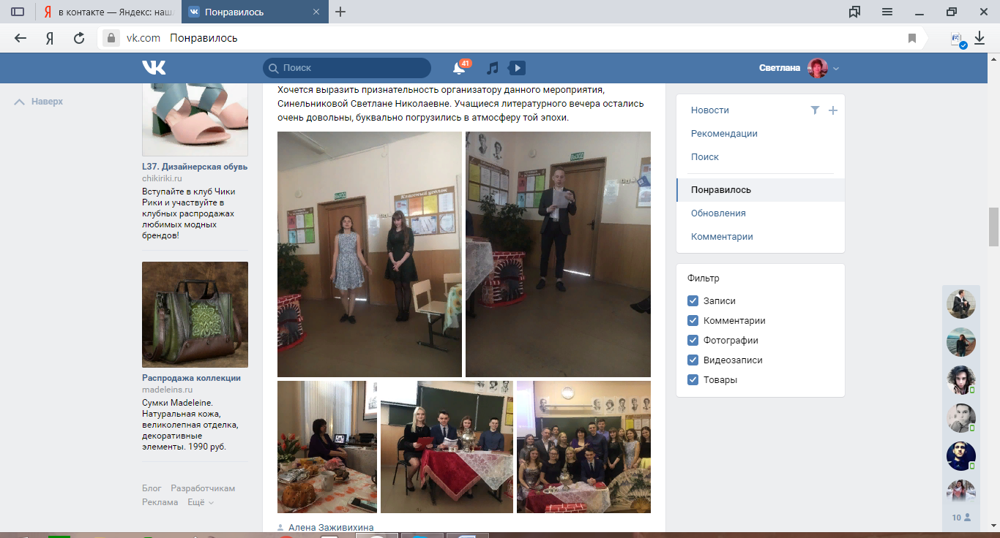 в контакте — Яндекс: наш
Понравилось
Я
vk.com Понравилось
Поиск
41
Светлана
Наверх
L37. Дизайнерская обувь
chikiriki.ru
Вступайте в клуб Чики
Рики и участвуйте в
клубных распродажах
любимых модных
брендов!
Распродажа коллекции
madeleins.ru
Сумки Madeleine.
Натуральная кожа,
великолепная отделка,
декоративные
элементы. 1990 руб.
Блог Разработчикам
Реклама Ещё
Хочется выразить признательность организатору данного мероприятия,
Синельниковой Светлане Николаевне. Учащиеся литературного вечера остались
очень довольны, буквально погрузились в атмосферу той эпохи.
ВЫХОД
Классный уголок
ВЫХОД
Алена Заживихина
Новости
Рекомендации
Поиск
Понравилось
Обновления
Комментарии
Фильтр
Записи
Комментарии
Фотографии
Видеозаписи
Товары
10